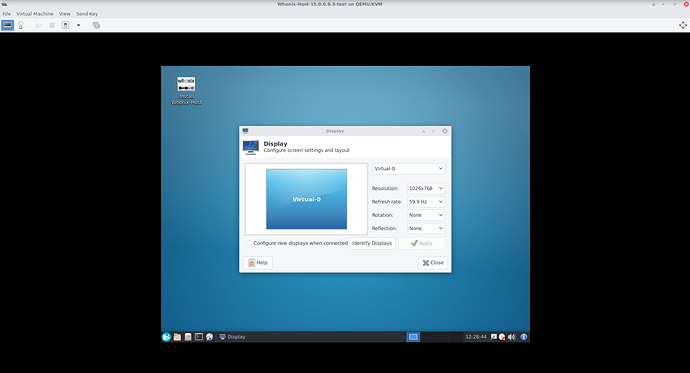 Whonix-Host-15.0.0.9.3-test on QEMU/KVM
File Virtual Machine View Send Key
whonix
Install
Whonix-Host
Display
Display
Configure screen settings and layout
Virtual-0
Virtual-0
Resolution: 1024x768
Refresh rate: 59.9 Hz
Rotation: None
Reflection: None
Configure new displays when connected Identify Displays Apply
Help Close
Display 12:28:44